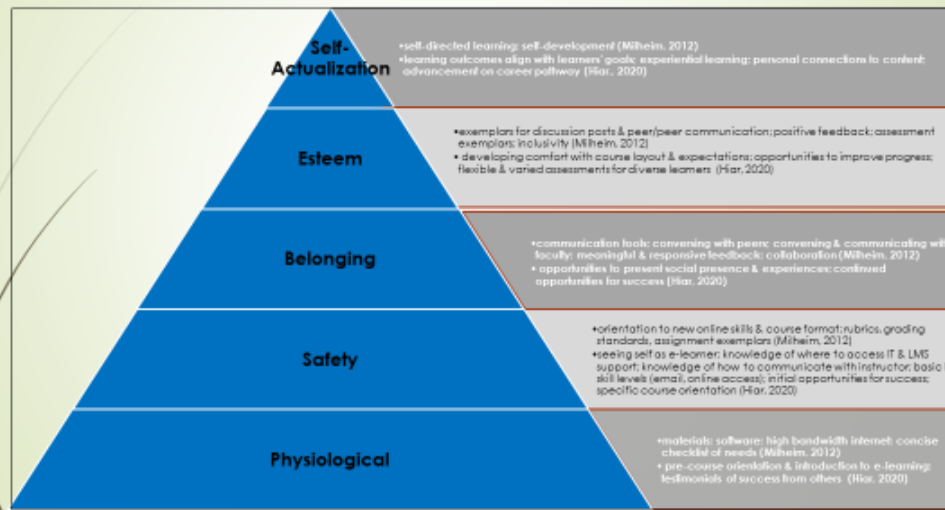 Self-
Actualization
•self-directed learning; self-development (Milheim, 2012)
•learning outcomes align with learners' goals; experiential learning; personal connections to content;
advancement on career pathway (Hiar, 2020)
Esteem
•exemplars for discussion posts & peer/peer communication; positive feedback; assessment
exemplars; inclusivity (Milheim, 2012)
• developing comfort with course layout & expectations; opportunities to improve progress;
flexible & varied assessments for diverse learners (Hiar, 2020)
Belonging
•communication tools; conversing with peers; conversing & communicating with
faculty; meaningful & responsive feedback; collaboration (Milheim, 2012)
• opportunities to present social presence & experiences; continued
opportunities for success (Hiar, 2020)
Safety
•orientation to new online skills & course format; rubrics, grading
standards, assignment exemplars (Milheim, 2012)
•seeing self as e-learner; knowledge of where to access IT & LMS
support; knowledge of how to communicate with instructor; basic
skill levels (email, online access); initial opportunities for success;
specific course orientation (Hiar, 2020)
Physiological
•materials; software; high bandwidth internet; concise
checklist of needs (Milheim, 2012)
• pre-course orientation & introduction to e-learning;
testimonials of success from others (Hiar, 2020)